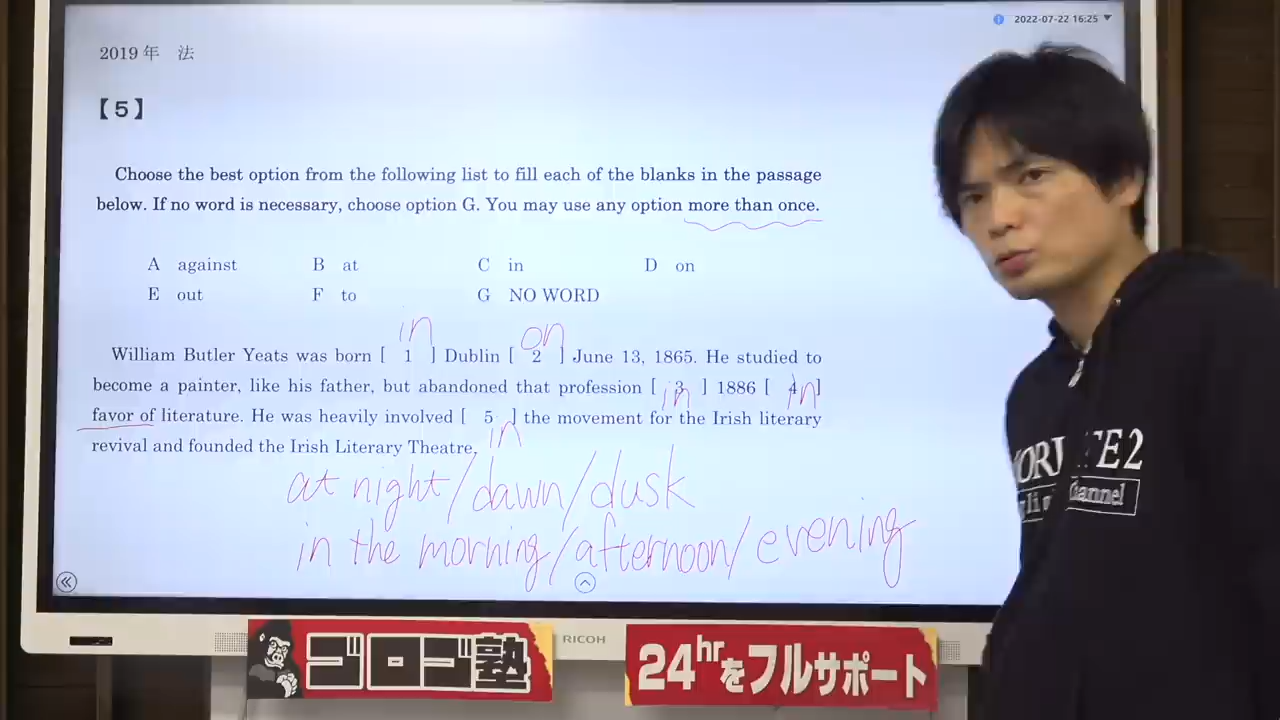 2022-07-22 16:25
2019年 法
【5】
Choose the best option from the following list to fill each of the blanks in the passage
below. If no word is necessary, choose option G. You may use any option more than once.
A against B at C in D on
E out F to G NO WORD
in on
William Butler Yeats was born [ 1 ] Dublin [ 2 ] June 13, 1865. He studied to
become a painter, like his father, but abandoned that profession [ 3 ] 1886 [ 4 ]
in in
favor of literature. He was heavily involved [ 5 ] the movement for the Irish literary
in
revival and founded the Irish Literary Theatre.
at night/dawn/dusk
in the morning/afternoon/evening
RICOH
ゴロゴ塾
24hrをフルサポート